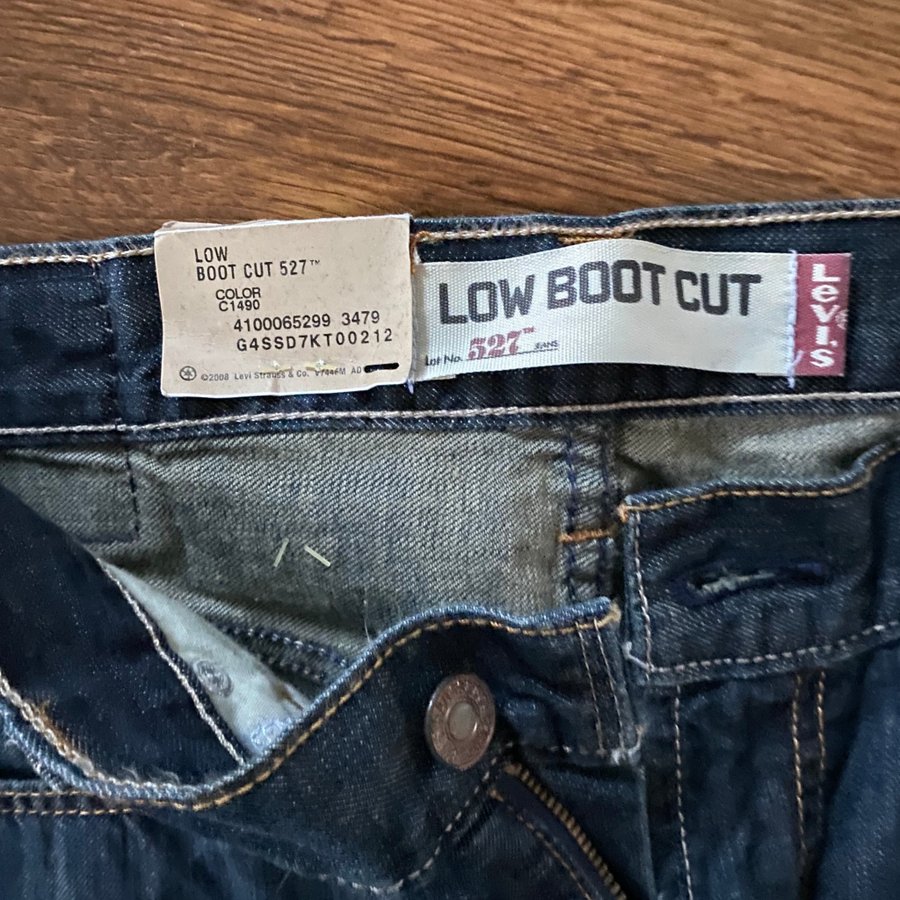 LOW
BOOT CUT 527™
COLOR
C1490
4100065299 3479
G4SSD7KT00212
©2008 Levi Strauss & Co. AD
LOW BOOT CUT
Lot No. 527™ JEANS
Levi's